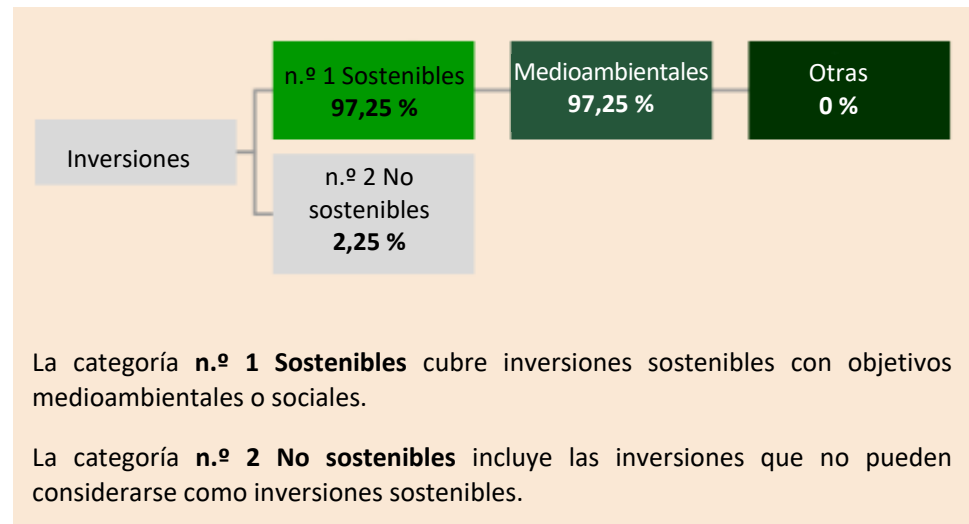 n.º 1 Sostenibles
97,25 %
Medioambientales
97,25 %
Otras
0 %
Inversiones
n.º 2 No
sostenibles
2,25 %
La categoría n.º 1 Sostenibles cubre inversiones sostenibles con objetivos
medioambientales o sociales.
La categoría n.º 2 No sostenibles incluye las inversiones que no pueden
considerarse como inversiones sostenibles.